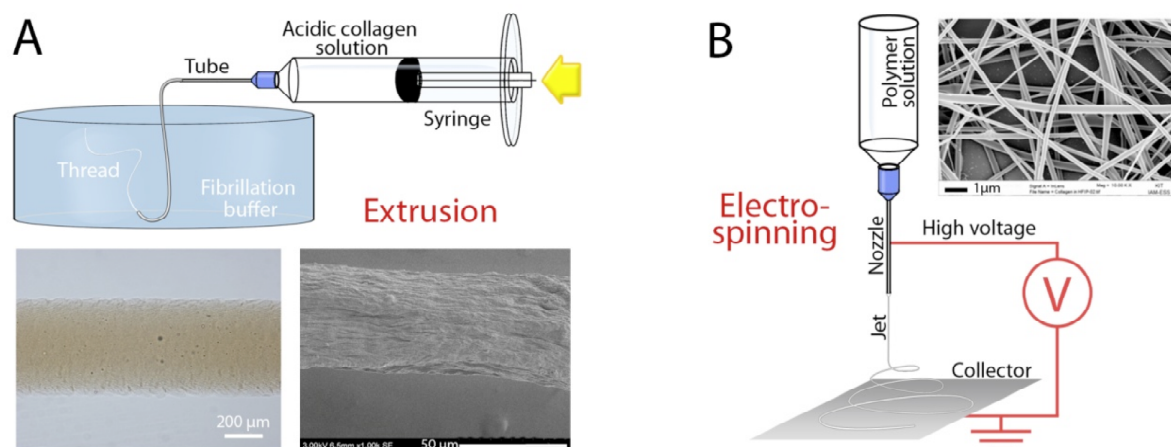 A
Acidic collagen
solution
Tube
Syringe
Thread
Fibrillation
buffer
Extrusion
200 µm
50 µm
B
Polymer
solution
1µm
Electro-
spinning
Nozzle
High voltage
V
Jet
Collector